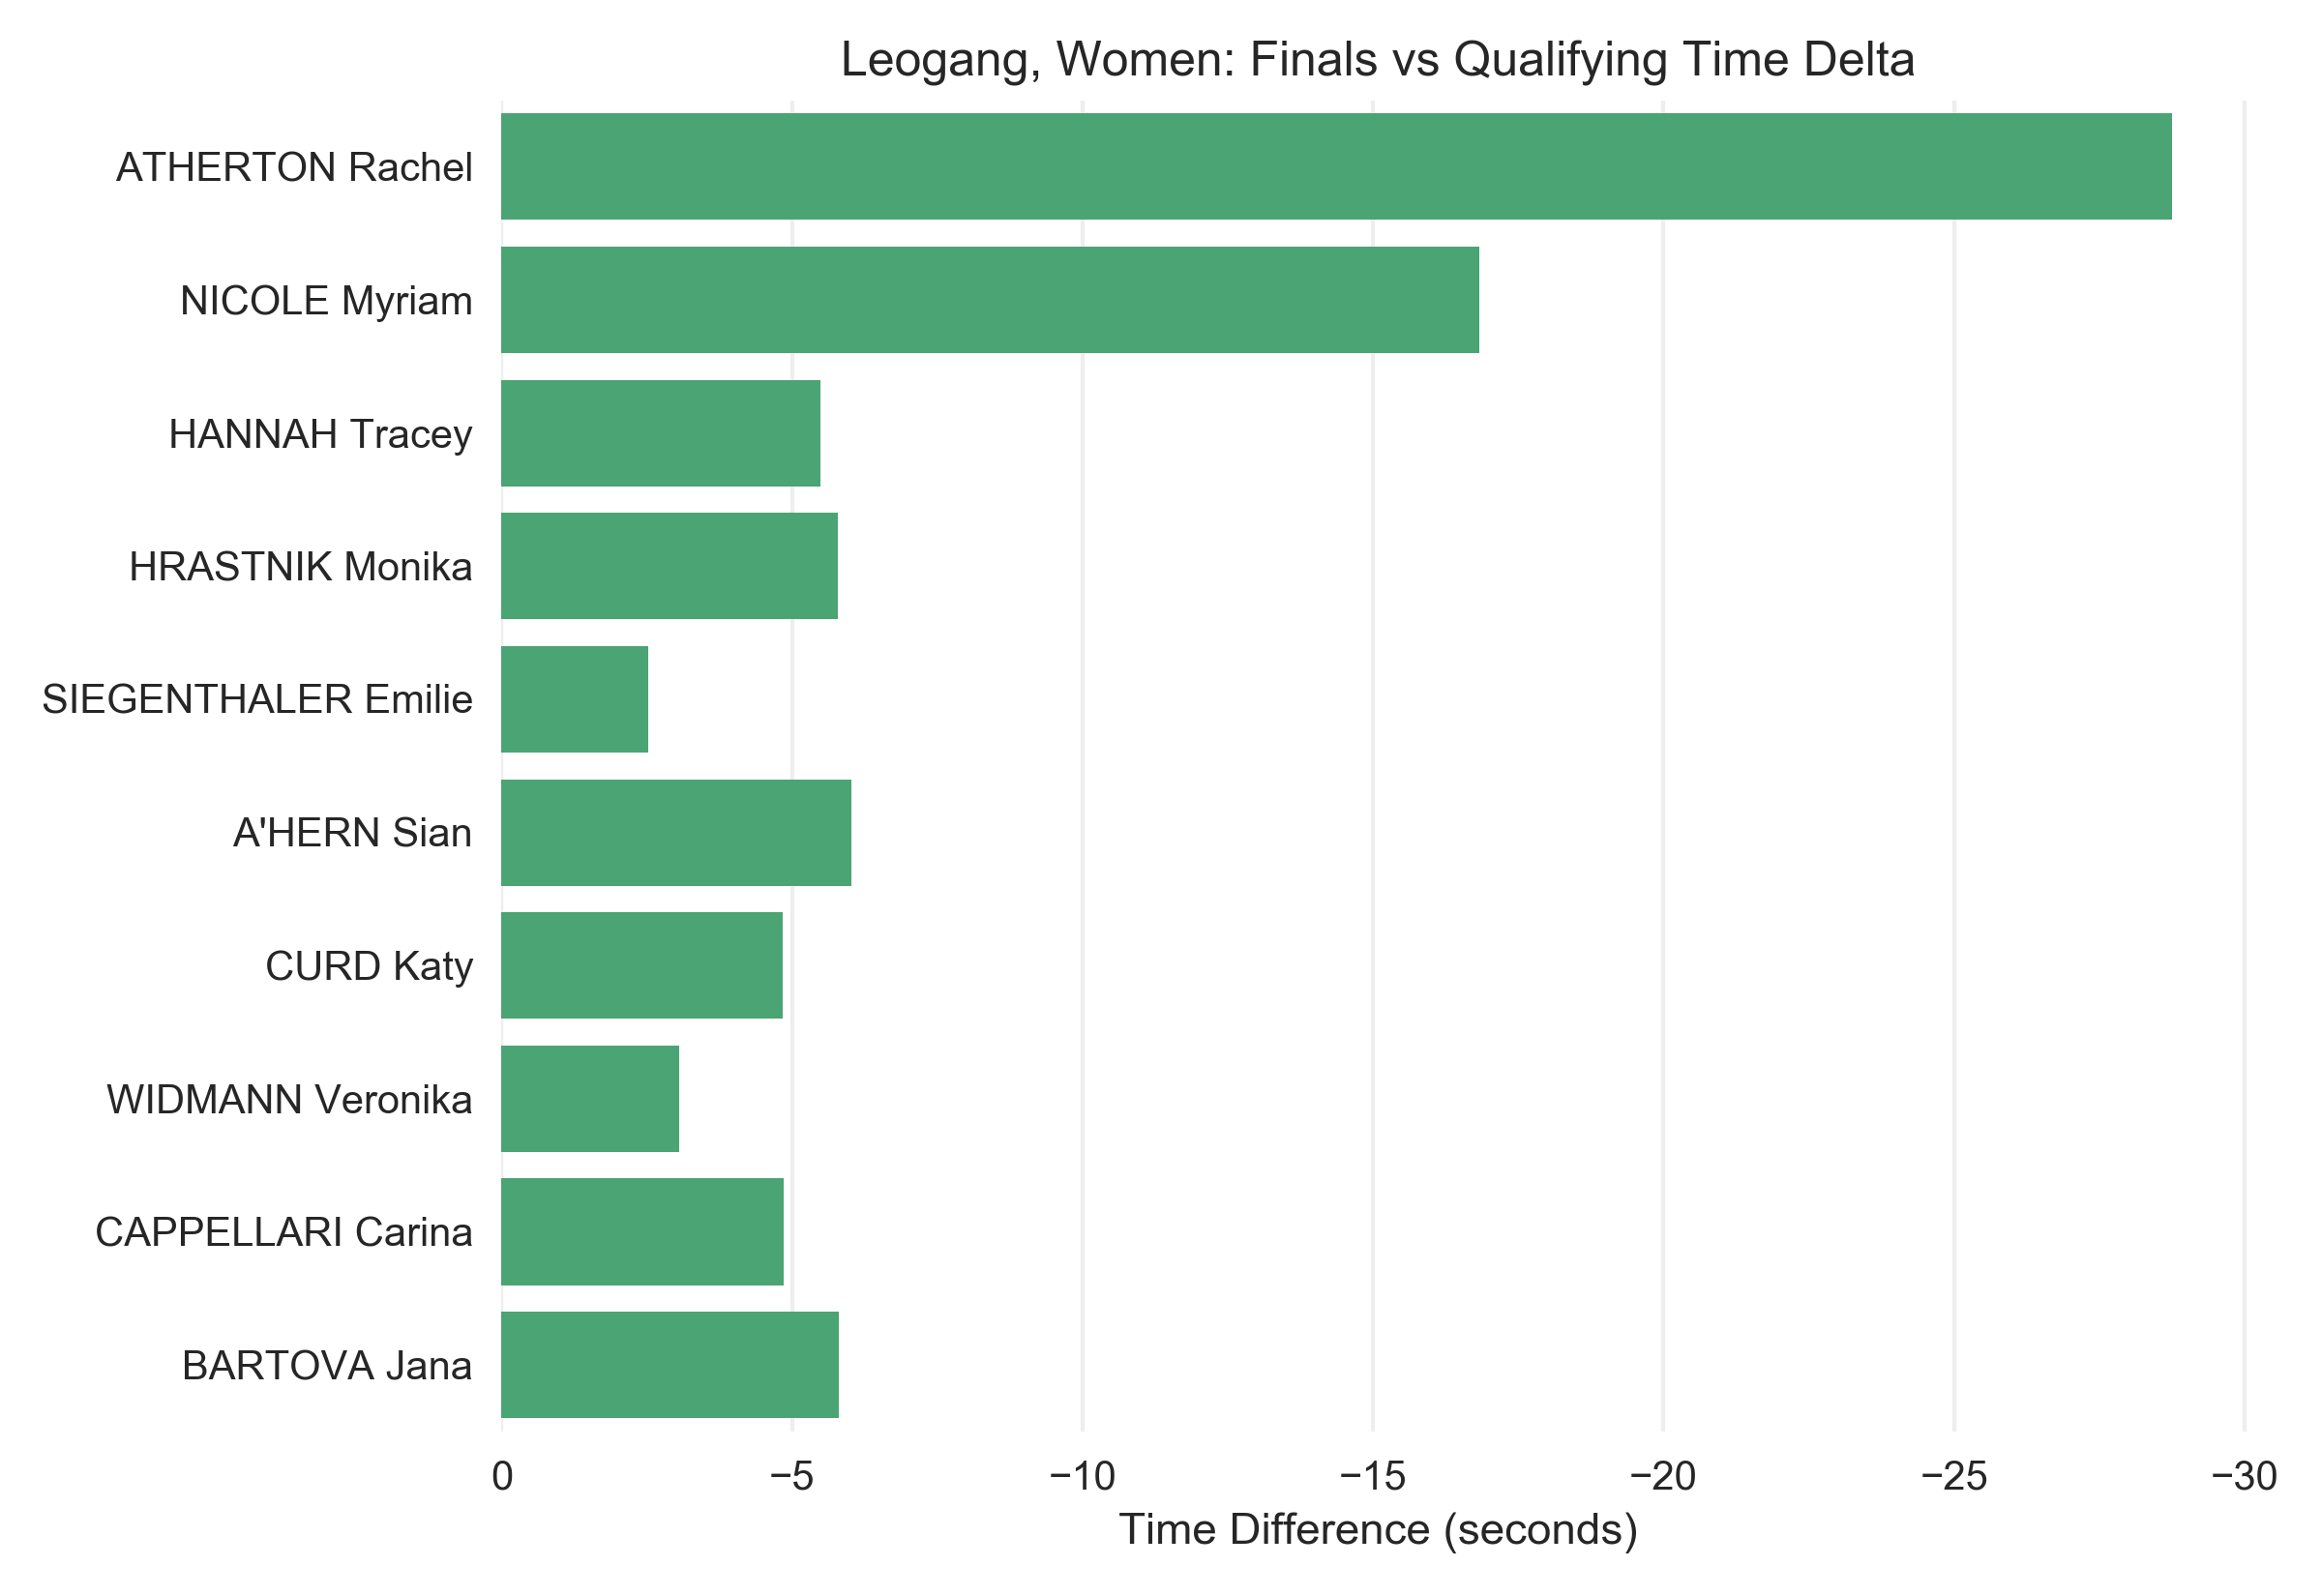 Leogang, Women: Finals vs Qualifying Time Delta
ATHERTON Rachel
NICOLE Myriam
HANNAH Tracey
HRASTNIK Monika
SIEGENTHALER Emilie
A'HERN Sian
CURD Katy
WIDMANN Veronika
CAPPELLARI Carina
BARTOVA Jana
0 −5 −10 −15 −20 −25 −30
Time Difference (seconds)